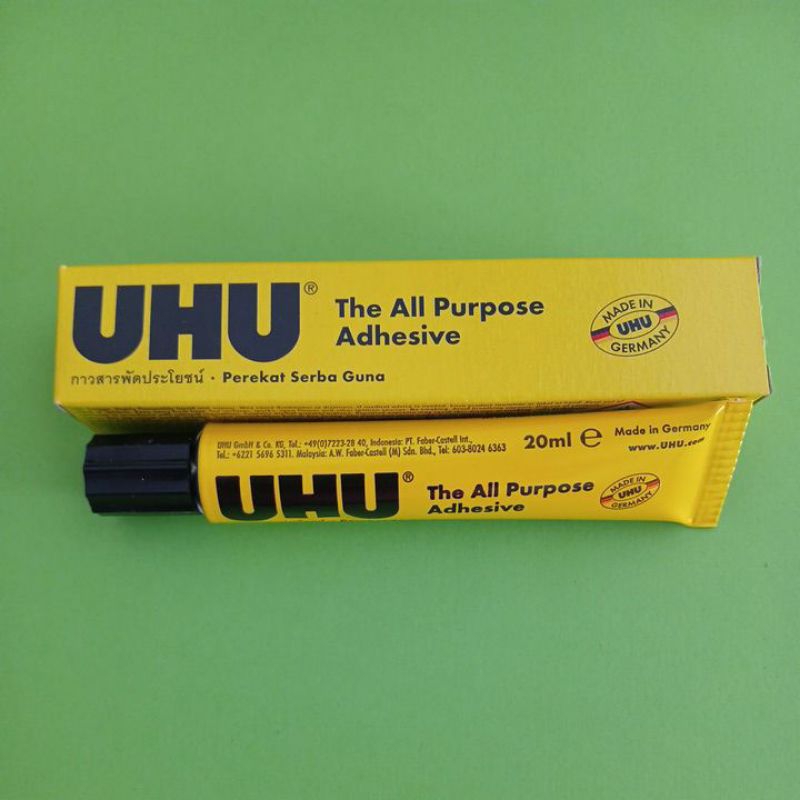 UHU®
The All Purpose
Adhesive
MADE IN
UHU
GERMANY
กาวสารพัดประโยชน์ · Perekat Serba Guna
UHU GmbH & Co. KG, Tel.: +49(0)7223-28 40, Indonesia: PT. Faber-Castell Int.,
Tel.: +6221 5696 5311. Malaysia: A.W. Faber-Castell (M) Sdn. Bhd., Tel: 603-8024 6363
20ml ℮
Made in Germany
www.UHU.com
UHU®
The All Purpose
Adhesive
MADE IN
UHU
GERMANY